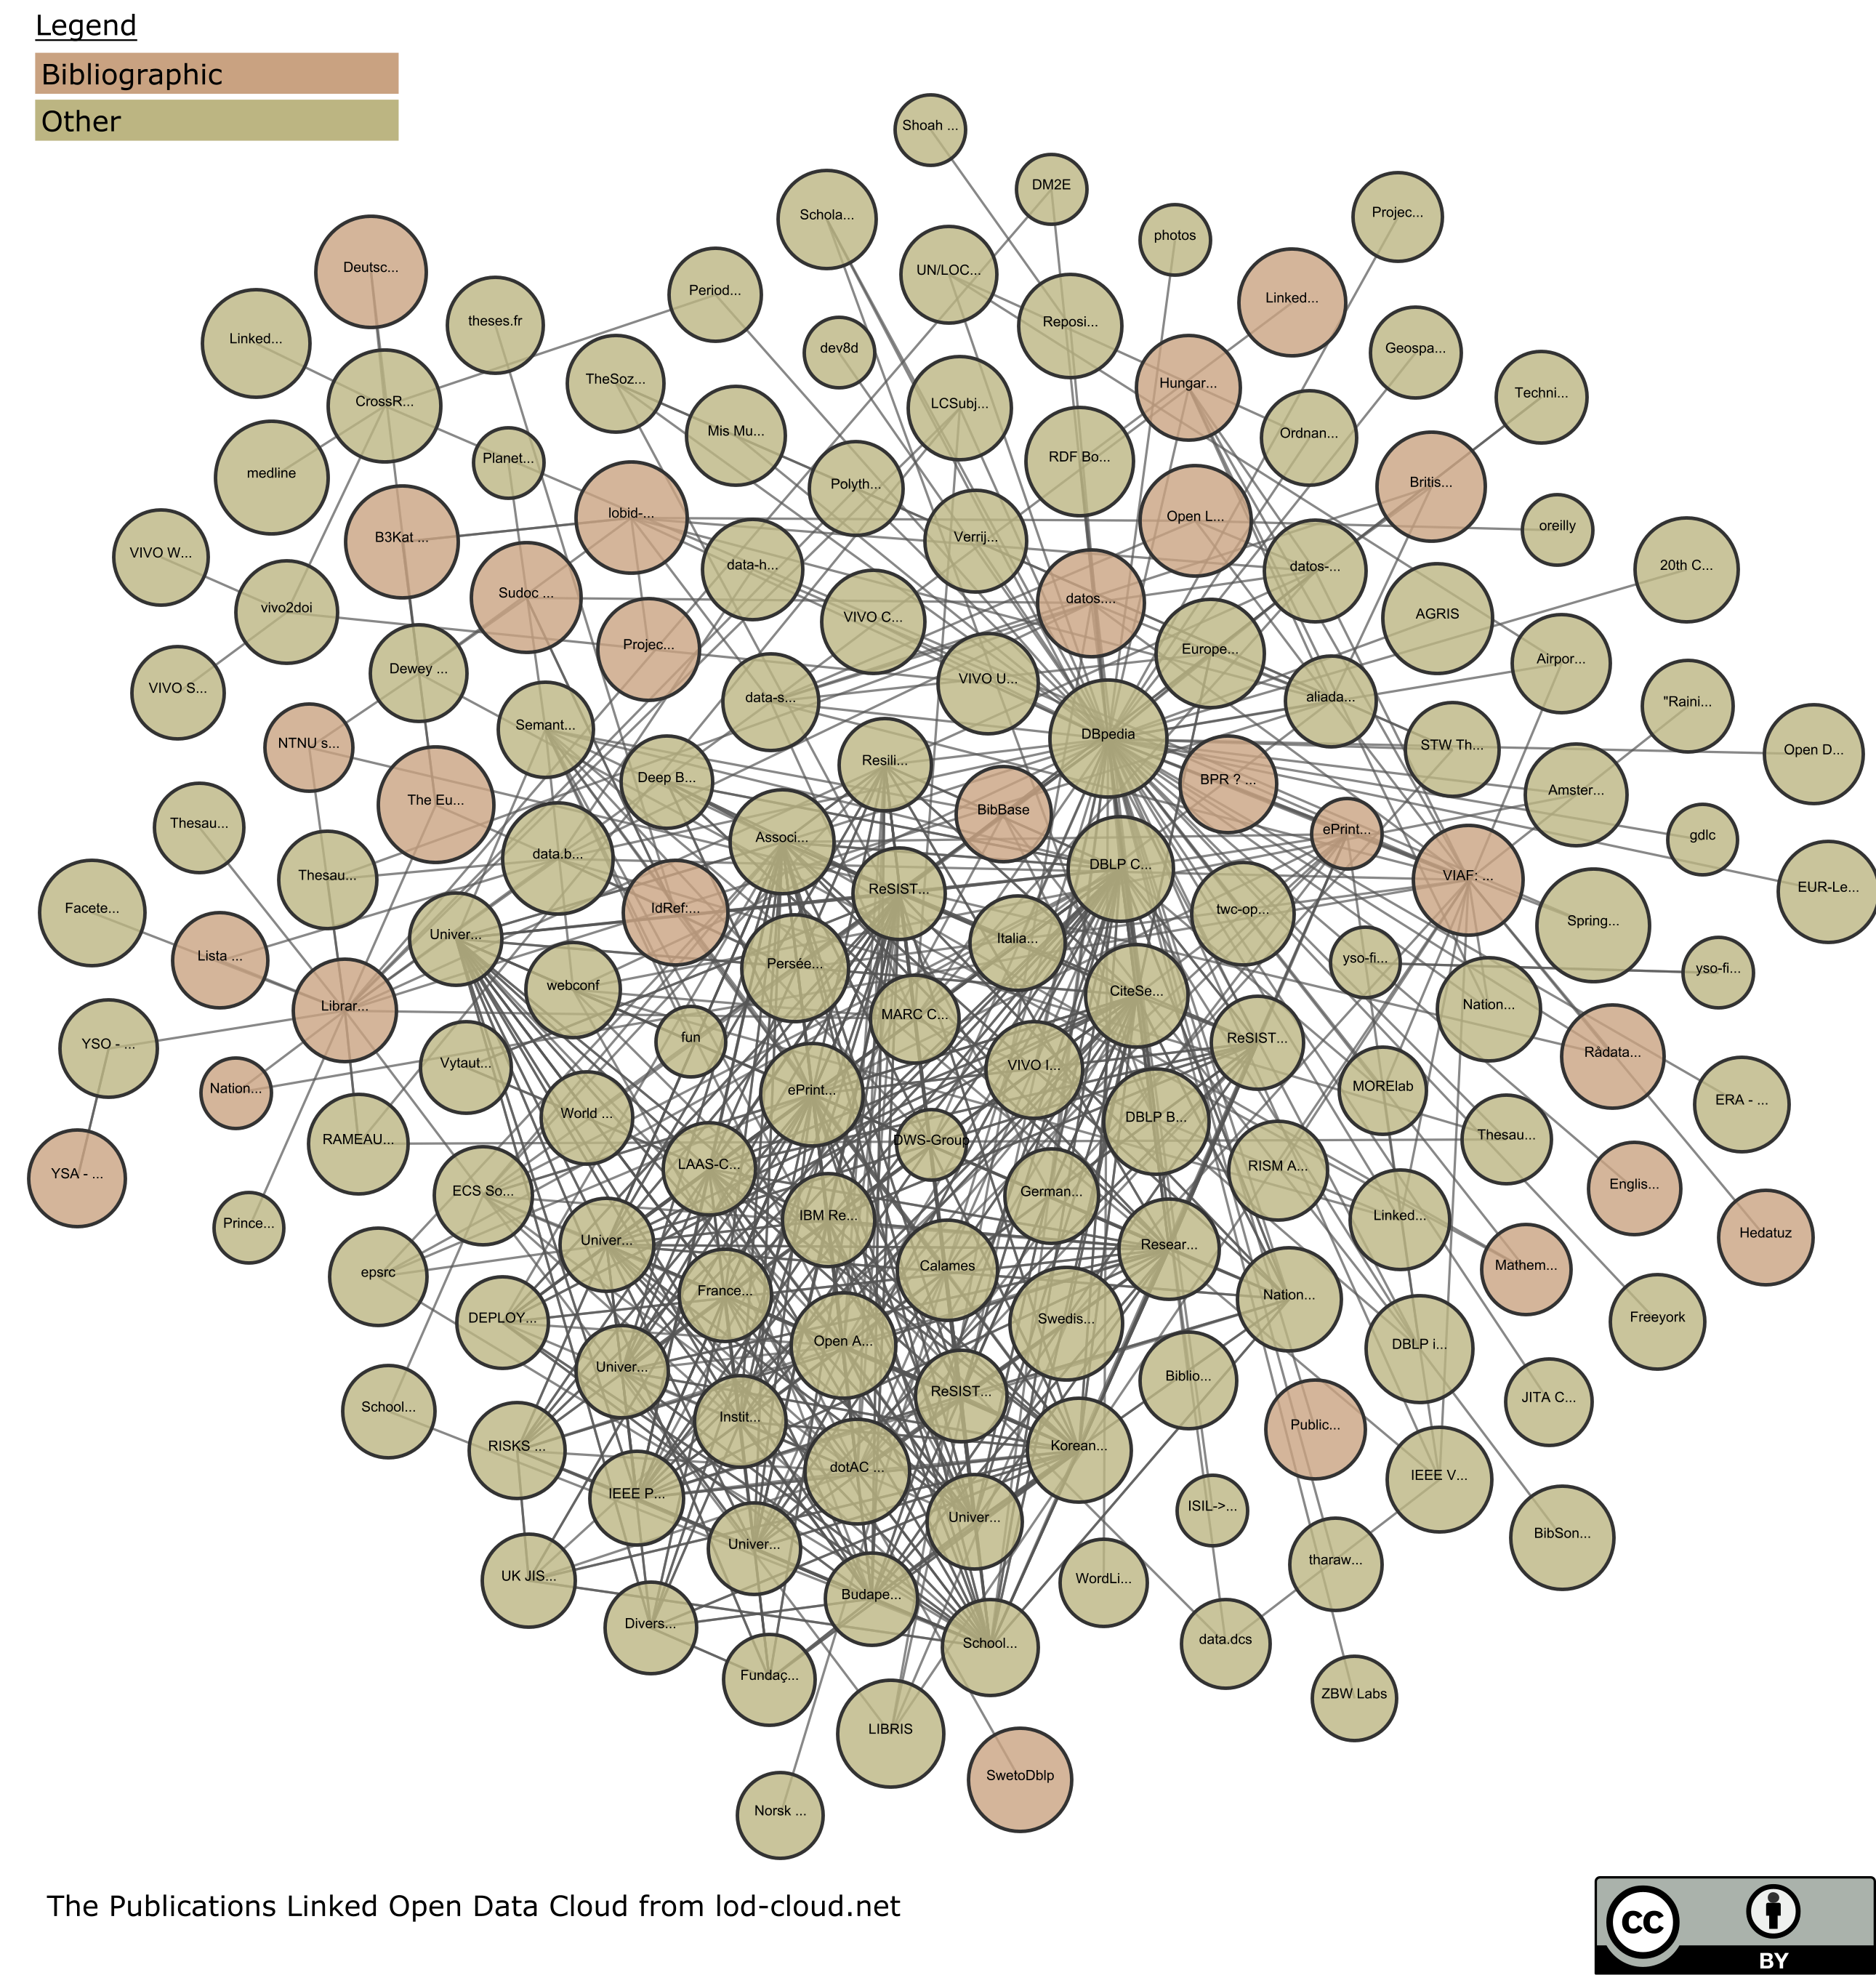 Legend
Bibliographic
Other
Shoah ...
DM2E
Schola...
Projec...
photos
UN/LOC...
Deutsc...
Period...
Linked...
theses.fr
Reposi...
Linked...
dev8d
Geospa...
TheSoz...
Hungar...
Techni...
CrossR...
LCSubj...
Mis Mu...
Ordnan...
Planet...
RDF Bo...
medline
Polyth...
Britis...
lobid-...
Open L...
oreilly
B3Kat ...
Verrij...
VIVO W...
data-h...
datos-...
20th C...
Sudoc ...
datos....
vivo2doi
VIVO C...
AGRIS
Projec...
Europe...
Airpor...
Dewey ...
VIVO U...
VIVO S...
data-s...
aliada...
"Raini...
Semant...
DBpedia
NTNU s...
STW Th...
Open D...
Resili...
Deep B...
BPR ? ...
Amster...
The Eu...
BibBase
Thesau...
ePrint...
gdlc
Associ...
data.b...
DBLP C...
Thesau...
VIAF: ...
EUR-Le...
ReSIST...
Facete...
IdRef:...
twc-op...
Spring...
Univer...
Italia...
Lista ...
Persée...
yso-fi...
yso-fi...
webconf
CiteSe...
Librar...
Nation...
MARC C...
fun
ReSIST...
YSO - ...
Rådata...
Vytaut...
VIVO I...
Nation...
ePrint...
MORElab
ERA - ...
World ...
DBLP B...
RAMEAU...
DWS-Group
Thesau...
LAAS-C...
RISM A...
YSA - ...
ECS So...
German...
Englis...
IBM Re...
Linked...
Prince...
Univer...
Resear...
Hedatuz
epsrc
Calames
Mathem...
France...
Nation...
DEPLOY...
Swedis...
Freeyork
Open A...
DBLP i...
Univer...
Biblio...
ReSIST...
JITA C...
School...
Instit...
Public...
RISKS ...
Korean...
dotAC ...
IEEE V...
IEEE P...
ISIL->...
Univer...
BibSon...
Univer...
tharaw...
UK JIS...
WordLi...
Budape...
Divers...
School...
data.dcs
Fundaç...
ZBW Labs
LIBRIS
SwetoDblp
Norsk ...
The Publications Linked Open Data Cloud from lod-cloud.net
cc
BY